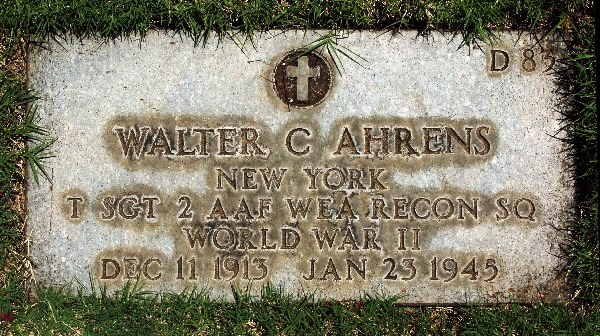 D 85
WALTER C AHRENS
NEW YORK
T SGT 2 AAF WEA RECON SQ
WORLD WAR II
DEC 11 1913 JAN 23 1945